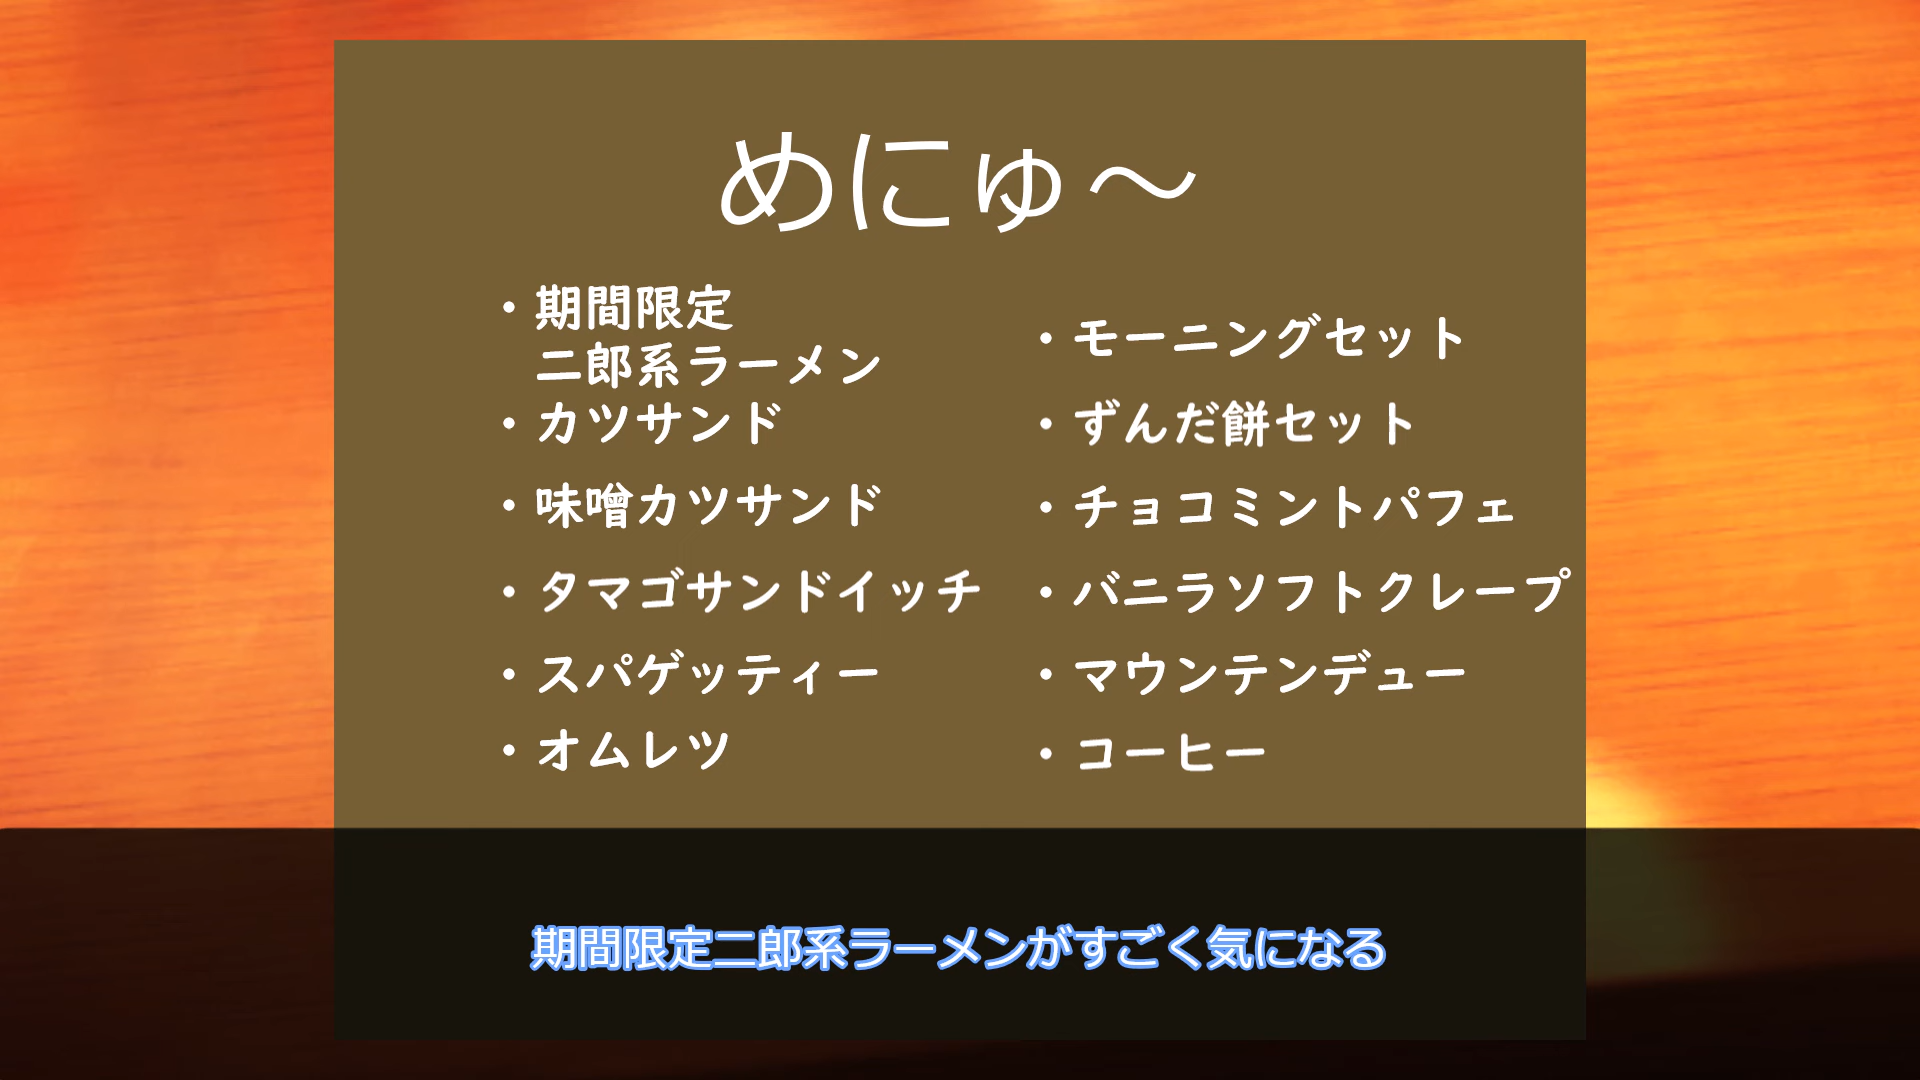 めにゅ～
・期間限定
二郎系ラーメン
・カツサンド
・味噌カツサンド
・タマゴサンドイッチ
・スパゲッティー
・オムレツ
・モーニングセット
・ずんだ餅セット
・チョコミントパフェ
・バニラソフトクレープ
・マウンテンデュー
・コーヒー
期間限定二郎系ラーメンがすごく気になる